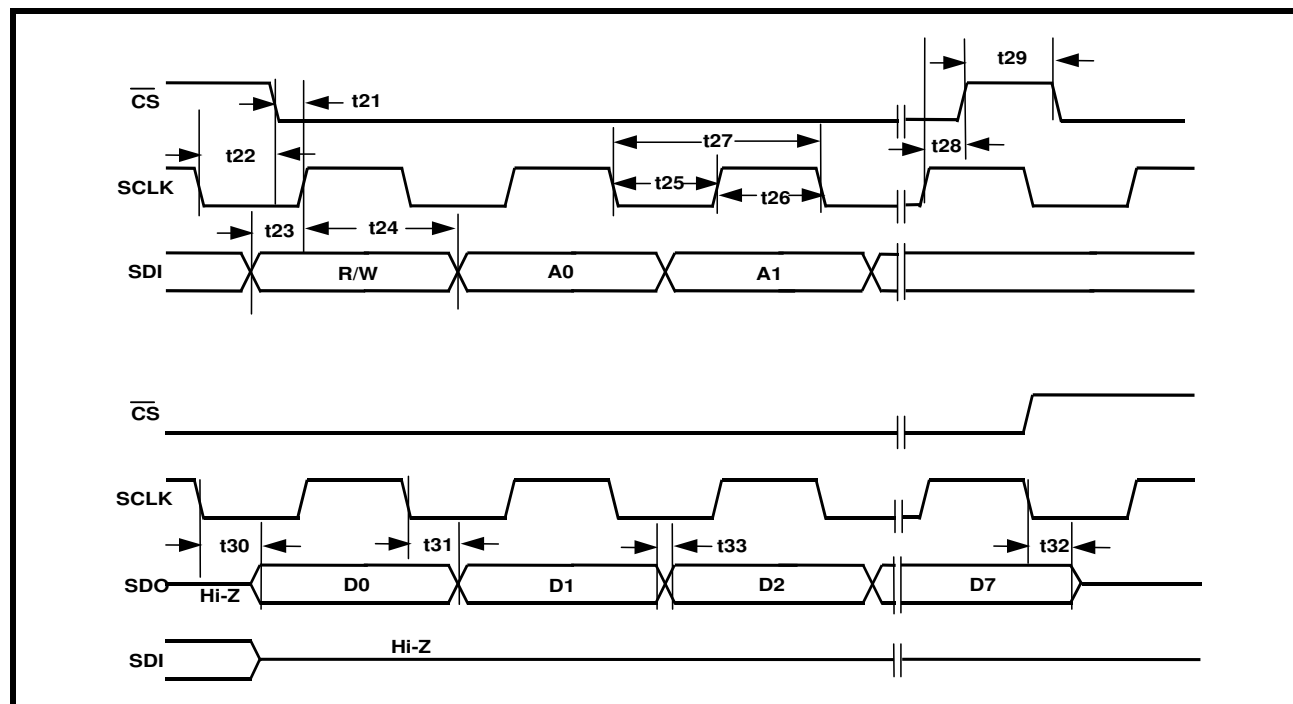 t29
CS
t21
t27
t22
t28
SCLK
t25
t26
t23
t24
SDI
R/W
A0
A1
CS
SCLK
t30
t31
t33
t32
SDO
Hi-Z
D0
D1
D2
D7
Hi-Z
SDI